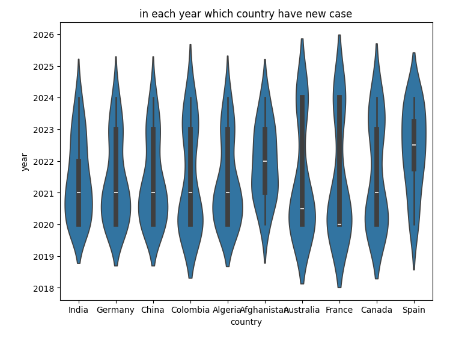 in each year which country have new case
2026
2025
2024
2023
2022
2021
2020
2019
2018
year
India Germany China Colombia Algeria Afghanistan Australia France Canada Spain
country